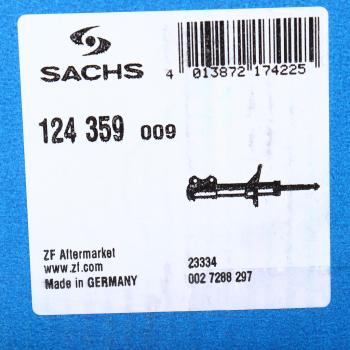 SACHS
4 013872 174225
124 359 009
ZF Aftermarket
www.zf.com
Made in GERMANY
23334
002 7288 297